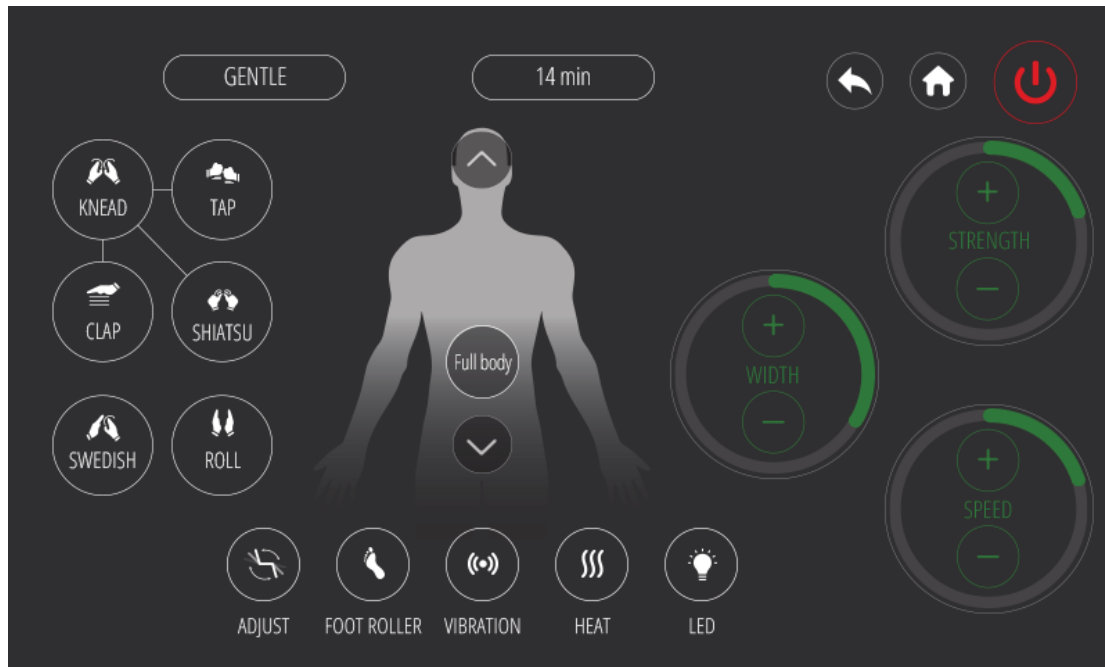 GENTLE
14 min
KNEAD
TAP
STRENGTH
CLAP
SHIATSU
Full body
WIDTH
SWEDISH
ROLL
SPEED
ADJUST
FOOT ROLLER
VIBRATION
HEAT
LED